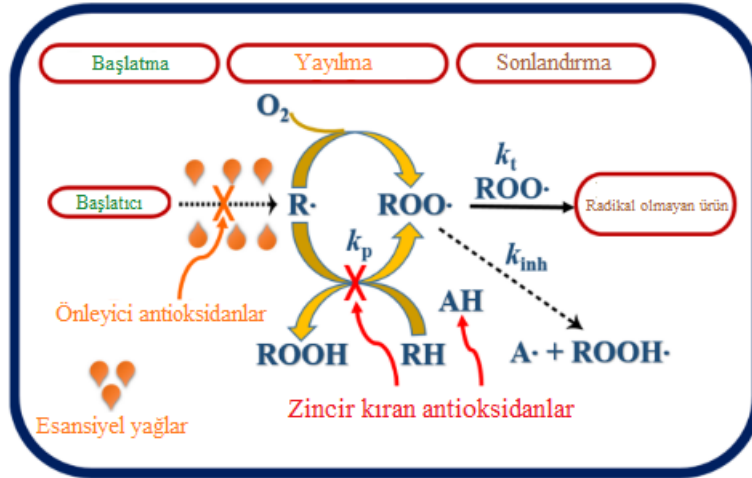 Başlatma
Yayılma
Sonlandırma
O₂
kₜ
ROO·
Başlatıcı
R·
ROO·
Radikal olmayan ürün
kₚ
k_inh
Önleyici antioksidanlar
AH
ROOH
RH
A· + ROOH·
Zincir kıran antioksidanlar
Esansiyel yağlar